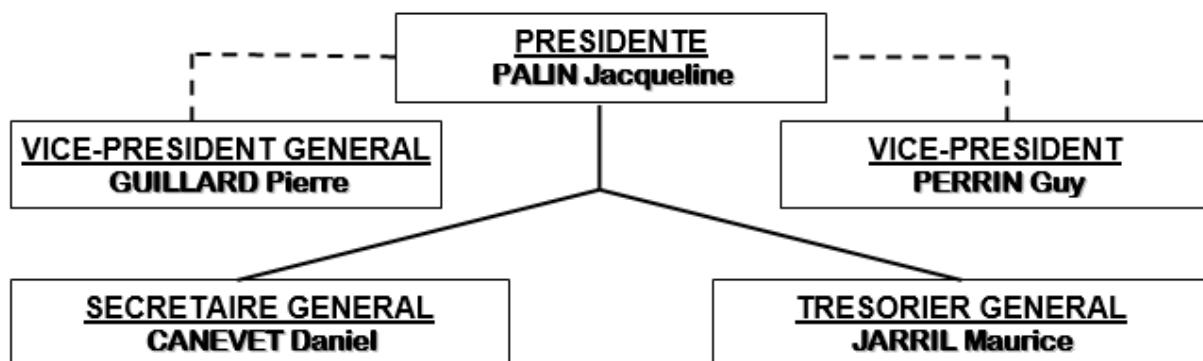 PRESIDENTE
PALIN Jacqueline
VICE-PRESIDENT GENERAL
GUILLARD Pierre
VICE-PRESIDENT
PERRIN Guy
SECRETAIRE GENERAL
CANEVET Daniel
TRESORIER GENERAL
JARRIL Maurice